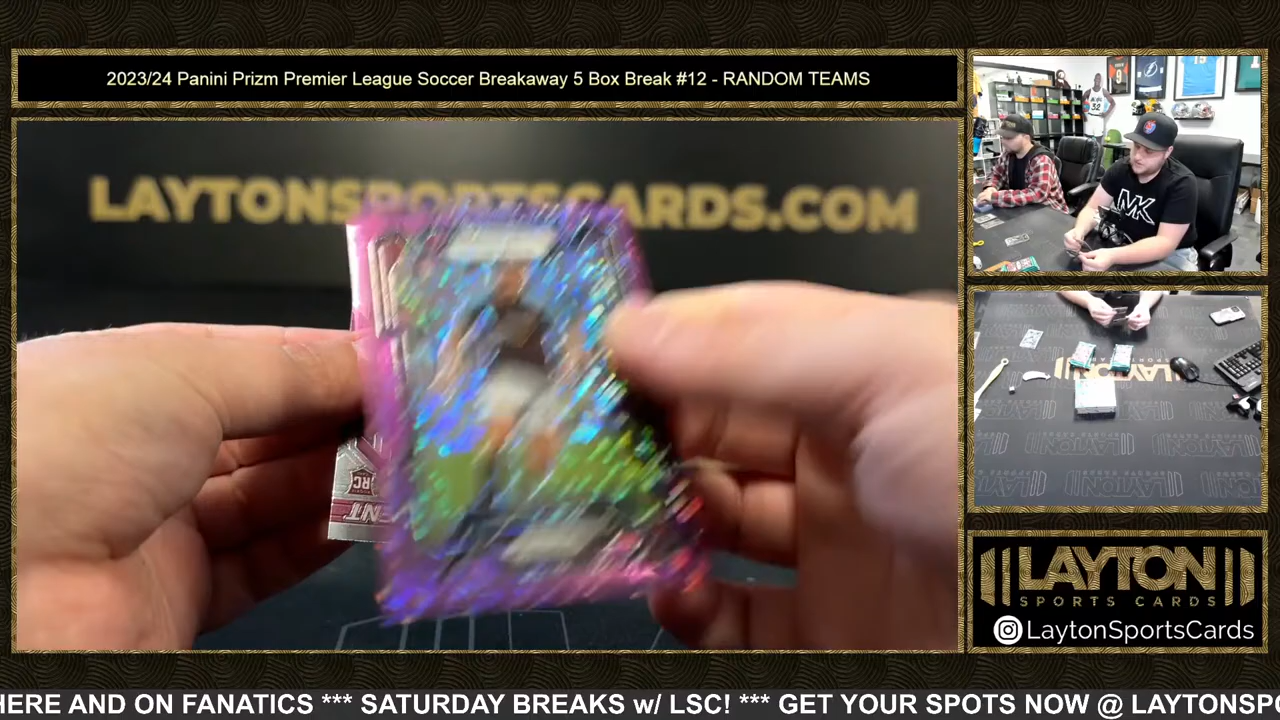 2023/24 Panini Prizm Premier League Soccer Breakaway 5 Box Break #12 - RANDOM TEAMS
LAYTONSPORTSCARDS.COM
RC
LAYTON
SPORTS CARDS
LaytonSportsCards
HERE AND ON FANATICS *** SATURDAY BREAKS w/ LSC! *** GET YOUR SPOTS NOW @ LAYTONSP